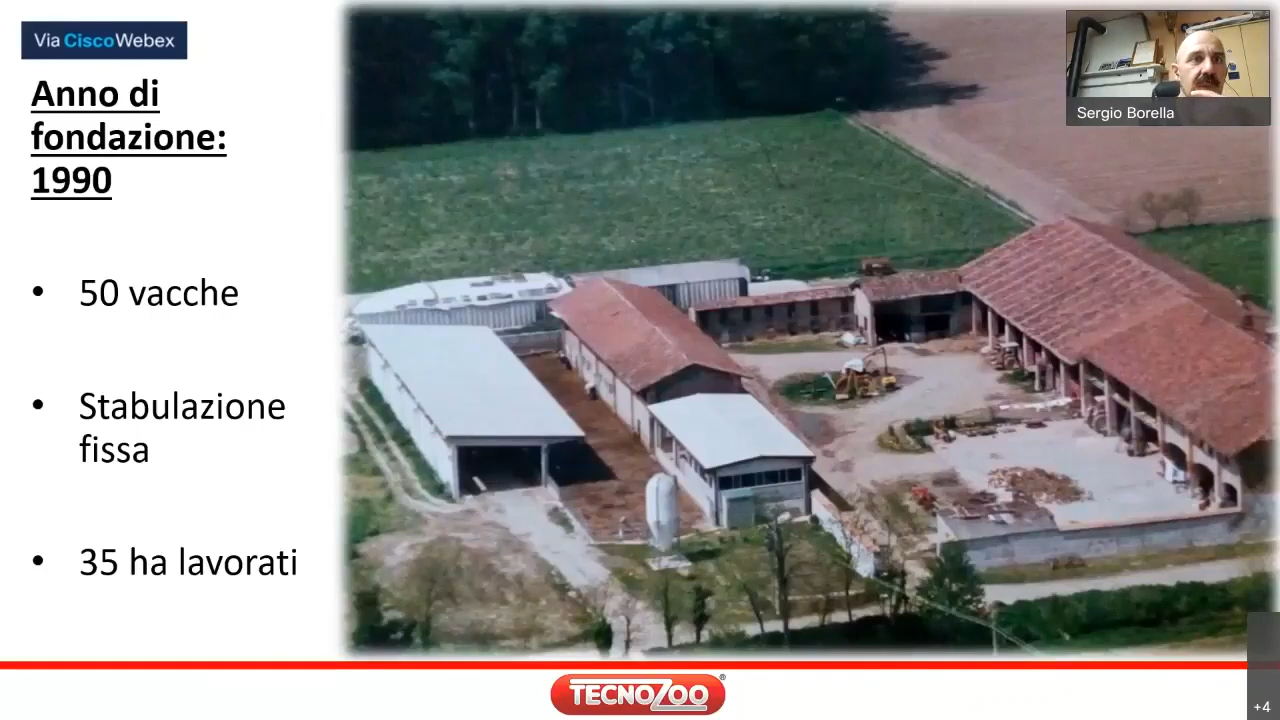 Via CiscoWebex
Anno di
fondazione:
1990
• 50 vacche
• Stabulazione
fissa
• 35 ha lavorati
Sergio Borella
TECNOZOO®
+4